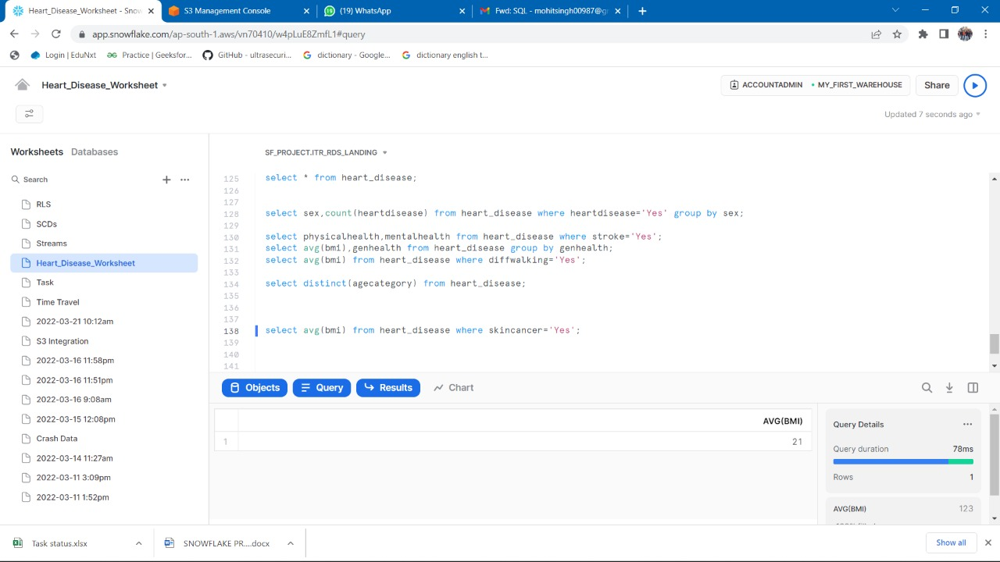 Heart_Disease_Worksheet - Snow
S3 Management Console
(19) WhatsApp
Fwd: SQL - mohitsingh00987@g
app.snowflake.com/ap-south-1.aws/vn70410/w4pLuE8ZmfL1#query
Login | EduNxt
Practice | Geeksfor...
GitHub - ultrasecuri...
dictionary - Google...
dictionary english t...
Heart_Disease_Worksheet
ACCOUNTADMIN
MY_FIRST_WAREHOUSE
Share
Updated 7 seconds ago
Worksheets
Databases
Search
RLS
SCDs
Streams
Heart_Disease_Worksheet
Task
Time Travel
2022-03-21 10:12am
S3 Integration
2022-03-16 11:58pm
2022-03-16 11:51pm
2022-03-16 9:08am
2022-03-15 12:08pm
Crash Data
2022-03-14 11:27am
2022-03-11 3:09pm
2022-03-11 1:52pm
SF_PROJECT.ITR_RDS_LANDING
125 select * from heart_disease;
126
127
128 select sex,count(heartdisease) from heart_disease where heartdisease='Yes' group by sex;
129
130 select physicalhealth,mentalhealth from heart_disease where stroke='Yes';
131 select avg(bmi),genhealth from heart_disease group by genhealth;
132 select avg(bmi) from heart_disease where diffwalking='Yes';
133
134 select distinct(agecategory) from heart_disease;
135
136
137
138 select avg(bmi) from heart_disease where skincancer='Yes';
139
140
141
Objects
Query
Results
Chart
AVG(BMI)
1 21
Query Details
Query duration 78ms
Rows 1
AVG(BMI) 123
Task status.xlsx
SNOWFLAKE PR....docx
Show all